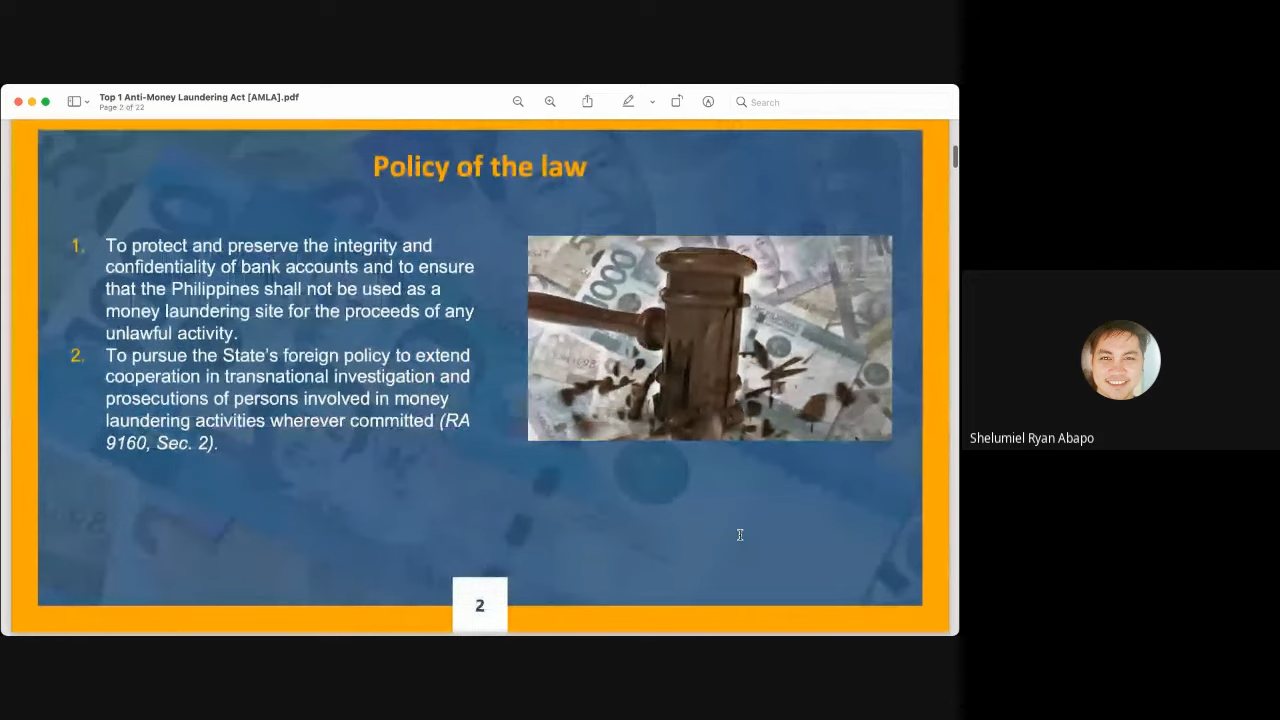 Top 1 Anti-Money Laundering Act [AMLA].pdf
Page 2 of 22
Search
Policy of the law
1. To protect and preserve the integrity and
confidentiality of bank accounts and to ensure
that the Philippines shall not be used as a
money laundering site for the proceeds of any
unlawful activity.
2. To pursue the State's foreign policy to extend
cooperation in transnational investigation and
prosecutions of persons involved in money
laundering activities wherever committed (RA
9160, Sec. 2).
1000
2
Shelumiel Ryan Abapo